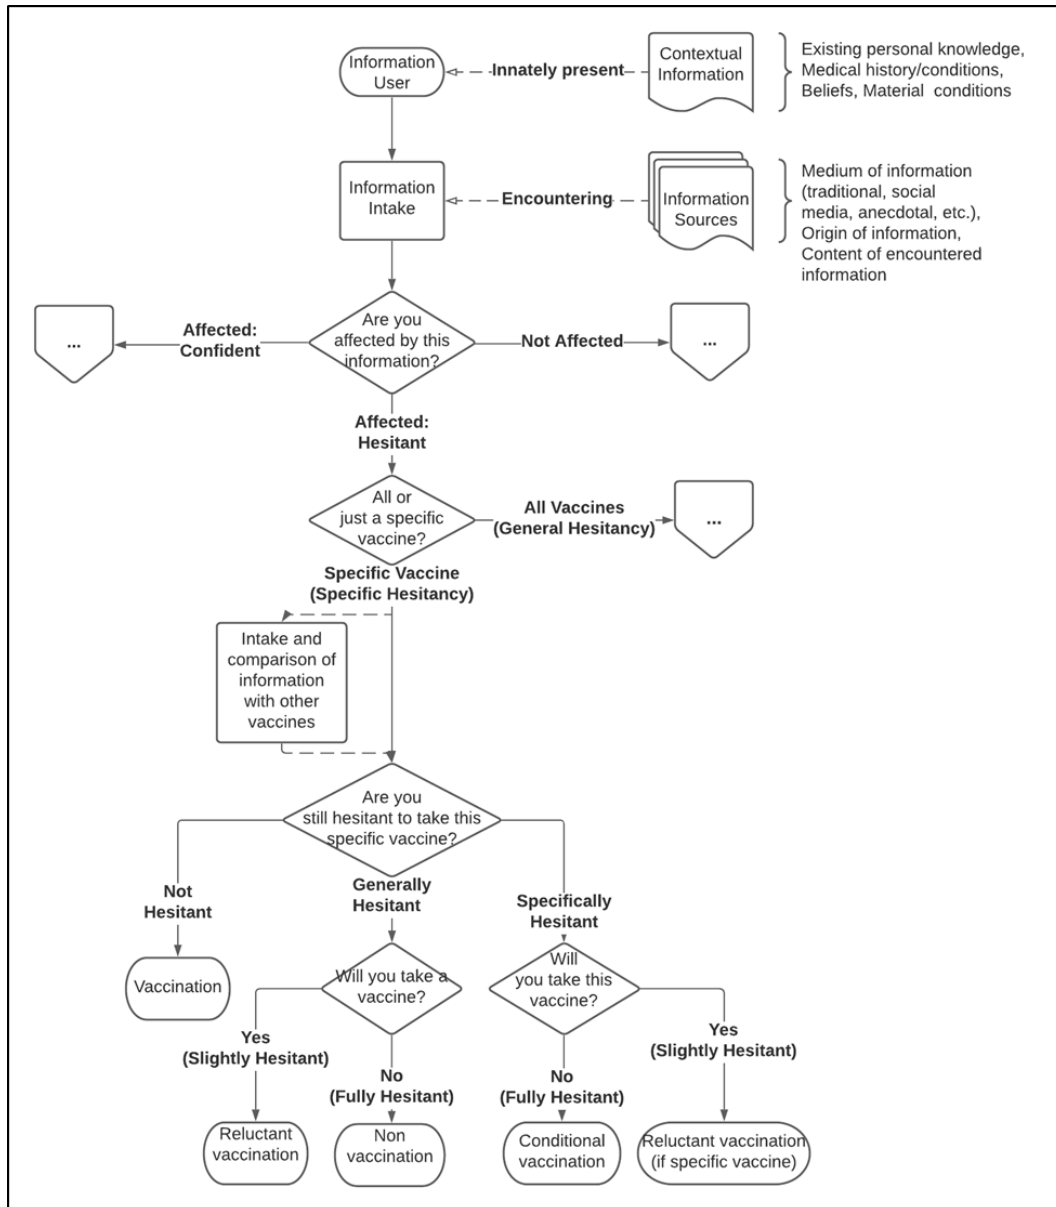 Information
User
Innately present
Contextual
Information
Existing personal knowledge,
Medical history/conditions,
Beliefs, Material conditions
Information
Intake
Encountering
Information
Sources
Medium of information
(traditional, social
media, anecdotal, etc.),
Origin of information,
Content of encountered
information
...
Affected:
Confident
Are you
affected by this
information?
Not Affected
...
Affected:
Hesitant
All or
just a specific
vaccine?
All Vaccines
(General Hesitancy)
...
Specific Vaccine
(Specific Hesitancy)
Intake and
comparison of
information
with other
vaccines
Are you
still hesitant to take this
specific vaccine?
Not
Hesitant
Generally
Hesitant
Specifically
Hesitant
Vaccination
Will you take a
vaccine?
Will
you take this
vaccine?
Yes
(Slightly Hesitant)
No
(Fully Hesitant)
No
(Fully Hesitant)
Yes
(Slightly Hesitant)
Reluctant
vaccination
Non
vaccination
Conditional
vaccination
Reluctant vaccination
(if specific vaccine)